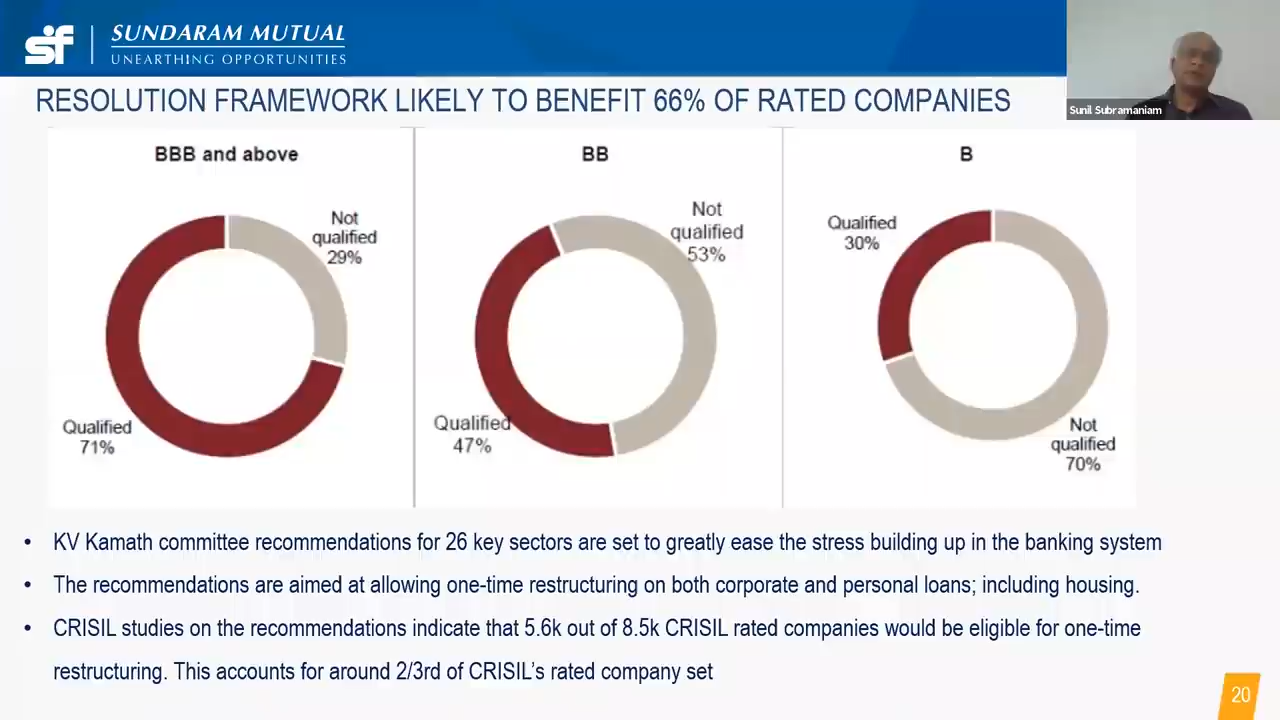 sf
SUNDARAM MUTUAL
UNEARTHING OPPORTUNITIES
Sunil Subramaniam
RESOLUTION FRAMEWORK LIKELY TO BENEFIT 66% OF RATED COMPANIES
BBB and above
Not
qualified
29%
Qualified
71%
BB
Not
qualified
53%
Qualified
47%
B
Qualified
30%
Not
qualified
70%
• KV Kamath committee recommendations for 26 key sectors are set to greatly ease the stress building up in the banking system
• The recommendations are aimed at allowing one-time restructuring on both corporate and personal loans; including housing.
• CRISIL studies on the recommendations indicate that 5.6k out of 8.5k CRISIL rated companies would be eligible for one-time
restructuring. This accounts for around 2/3rd of CRISIL’s rated company set
20